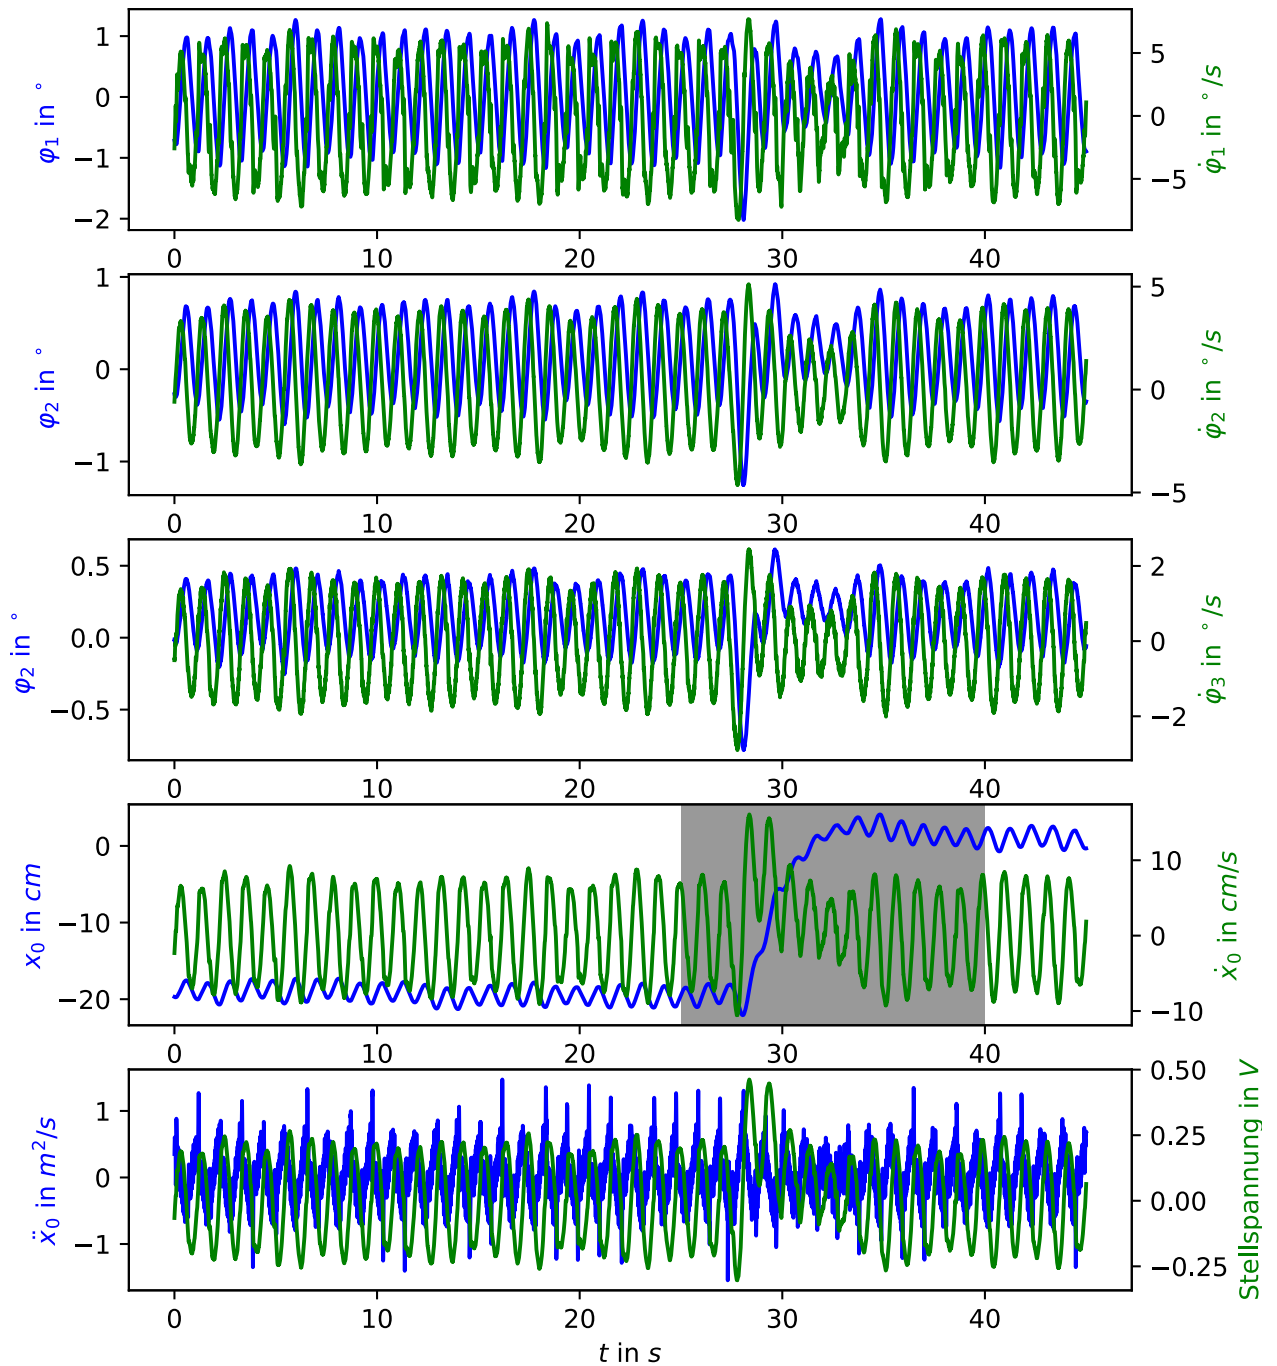 1
0
−1
−2
5
0
−5
φ₁ in °
φ̇₁ in °/s
0 10 20 30 40
1
0
−1
5
0
−5
φ₂ in °
φ̇₂ in °/s
0 10 20 30 40
0.5
0.0
−0.5
2
0
−2
φ₂ in °
φ̇₃ in °/s
0 10 20 30 40
0
−10
−20
10
0
−10
x₀ in cm
ẋ₀ in cm/s
0 10 20 30 40
1
0
−1
0.50
0.25
0.00
−0.25
ẍ₀ in m²/s
Stellspannung in V
0 10 20 30 40
t in s